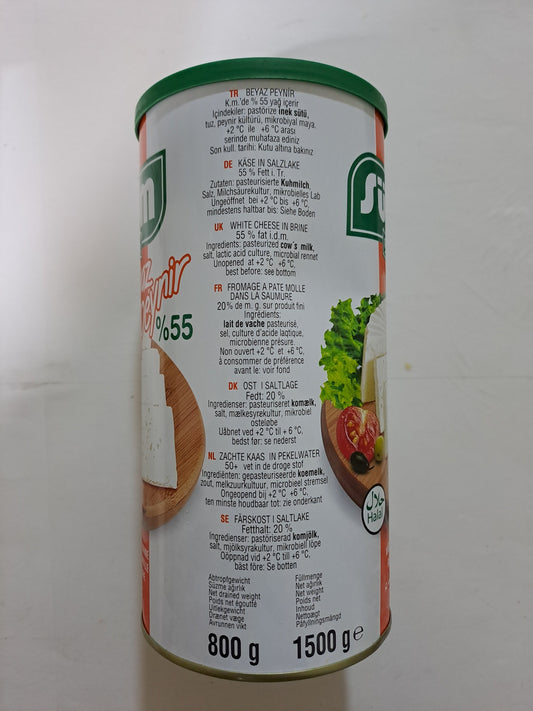 TR BEYAZ PEYNİR
K.m.'de % 55 yağ içerir
İçindekiler: pastörize inek sütü,
tuz, peynir kültürü, mikrobiyal maya.
+2 °C ile +6 °C arası
serinde muhafaza ediniz
Son kull. tarihi: Kutu altına bakınız
DE KÄSE IN SALZLAKE
55 % Fett i. Tr.
Zutaten: pasteurisierte Kuhmilch,
Salz, Milchsäurekultur, mikrobielles Lab
Ungeöffnet bei +2 °C bis +6 °C,
mindestens haltbar bis: Siehe Boden
UK WHITE CHEESE IN BRINE
55 % fat i.d.m.
Ingredients: pasteurized cow's milk,
salt, lactic acid culture, microbial rennet
Unopened at +2 °C +6 °C,
best before: see bottom
FR FROMAGE A PATE MOLLE
DANS LA SAUMURE
20% de m. g. sur produit fini
Ingrédients:
lait de vache pasteurisé,
sel, culture d'acide laqtique,
microbienne présure.
Non ouvert +2 °C et +6 °C,
à consommer de préférence
avant le: voir fond
DK OST I SALTLAGE
Fedt: 20 %
Ingredienser: pasteuriseret komælk,
salt, mælkesyrekultur, mikrobiel
osteløbe
Uåbnet ved +2 °C til + 6 °C,
bedst før: se nederst
NL ZACHTE KAAS IN PEKELWATER
50+ vet in de droge stof
Ingrediënten: gepasteuriseerde koemelk,
zout, melkzuurkultuur, microbieel stremsel
Ongeopend bij +2 °C +6 °C,
ten minste houdbaar tot: zie onderkant
SE FÄRSKOST I SALTLAKE
Fetthalt: 20 %
Ingredienser: pastöriserad komjölk,
salt, mjölksyrakultur, mikrobiell löpe
Oöppnad vid +2 °C till +6 °C,
bäst före: Se botten
Abtropfgewicht
Süzme ağırlık
Net drained weight
Poids net égoutté
Uitlekgewicht
Drænet væge
Avrunnen vikt
800 g
Füllmenge
Net ağırlık
Net weight
Poids net
Inhoud
Nettoægt
Påfyllningsmängd
1500 g e
%55
حلال
Halal